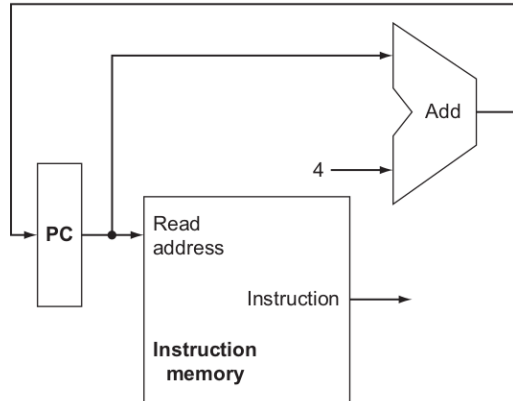 Add
4
PC
Read
address
Instruction
Instruction
memory